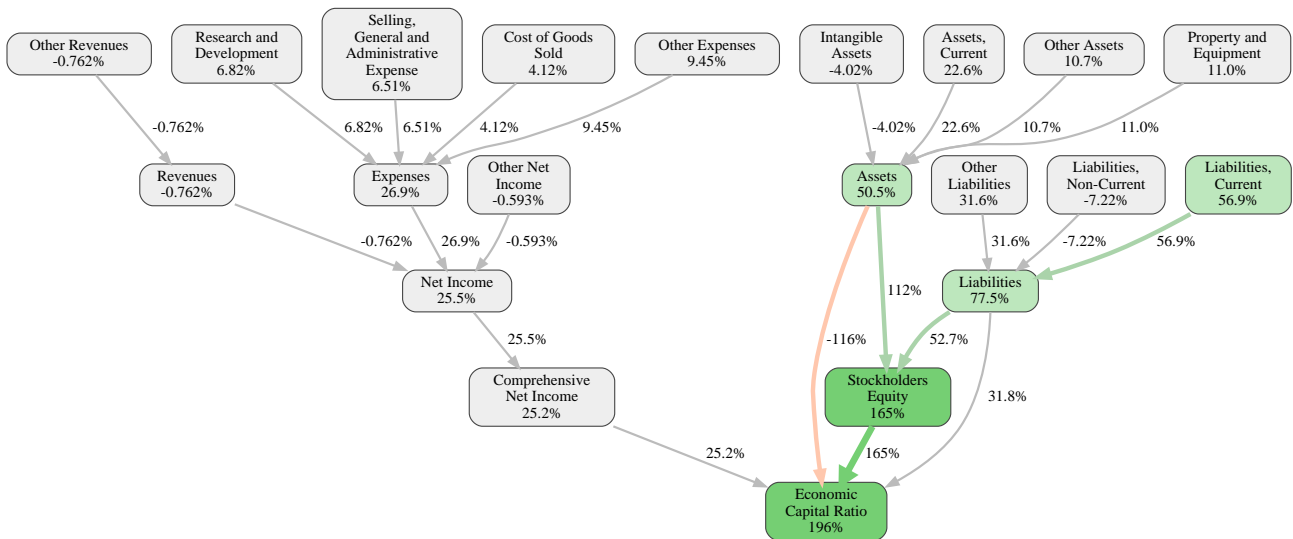 Other Revenues
-0.762%
Research and
Development
6.82%
Selling,
General and
Administrative
Expense
6.51%
Cost of Goods
Sold
4.12%
Other Expenses
9.45%
Intangible
Assets
-4.02%
Assets,
Current
22.6%
Other Assets
10.7%
Property and
Equipment
11.0%
-0.762%
6.82%
6.51%
4.12%
9.45%
-4.02%
22.6%
10.7%
11.0%
Revenues
-0.762%
Expenses
26.9%
Other Net
Income
-0.593%
Assets
50.5%
Other
Liabilities
31.6%
Liabilities,
Non-Current
-7.22%
Liabilities,
Current
56.9%
-0.762%
26.9%
-0.593%
31.6%
-7.22%
56.9%
Net Income
25.5%
112%
Liabilities
77.5%
25.5%
-116%
52.7%
Comprehensive
Net Income
25.2%
Stockholders
Equity
165%
31.8%
25.2%
165%
Economic
Capital Ratio
196%